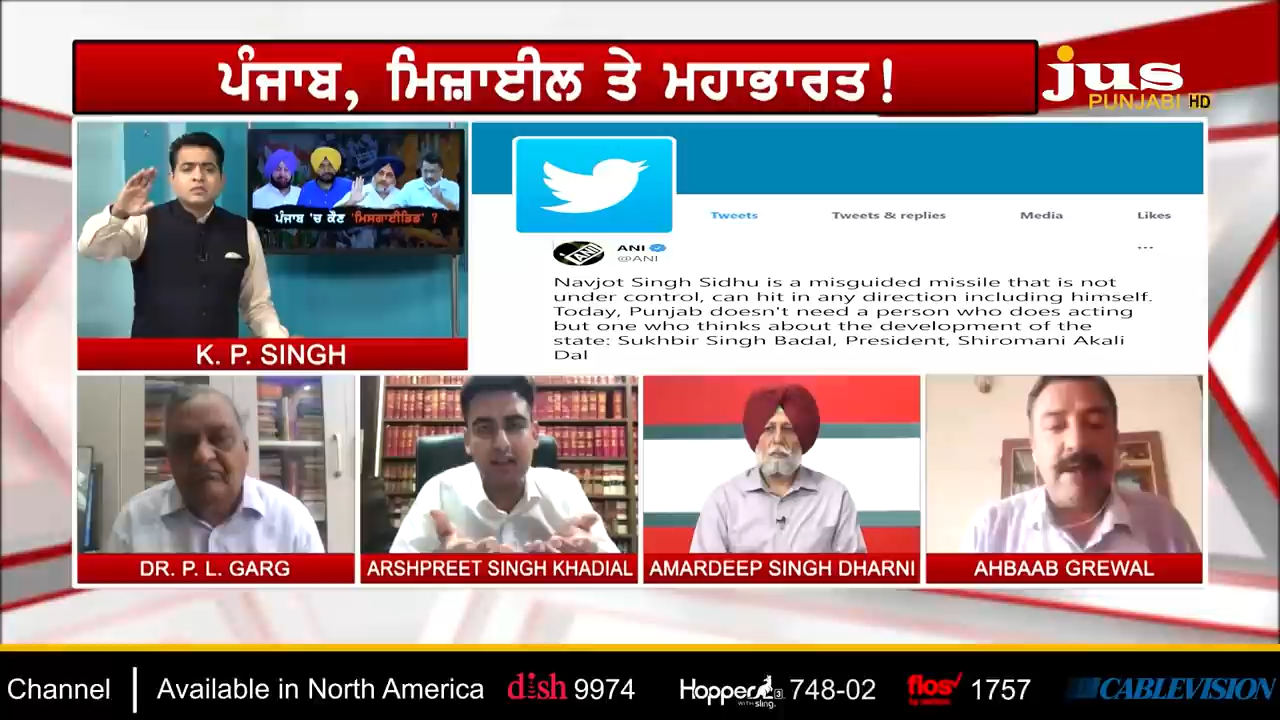 ਪੰਜਾਬ, ਮਿਜ਼ਾਈਲ ਤੇ ਮਹਾਭਾਰਤ!
jus
PUNJABI HD
ਪੰਜਾਬ 'ਚ ਕੌਣ 'ਮਿਸਗਾਈਡਿਡ' ?
K. P. SINGH
Tweets Tweets & replies Media Likes
ANI
@ANI
Navjot Singh Sidhu is a misguided missile that is not
under control, can hit in any direction including himself.
Today, Punjab doesn't need a person who does acting
but one who thinks about the development of the
state: Sukhbir Singh Badal, President, Shiromani Akali
Dal
DR. P. L. GARG
ARSHPREET SINGH KHADIAL
AMARDEEP SINGH DHARNI
AHBAAB GREWAL
Channel | Available in North America dish 9974 Hopper 3 WITH sling. 748-02 fios 1757 CABLEVISION